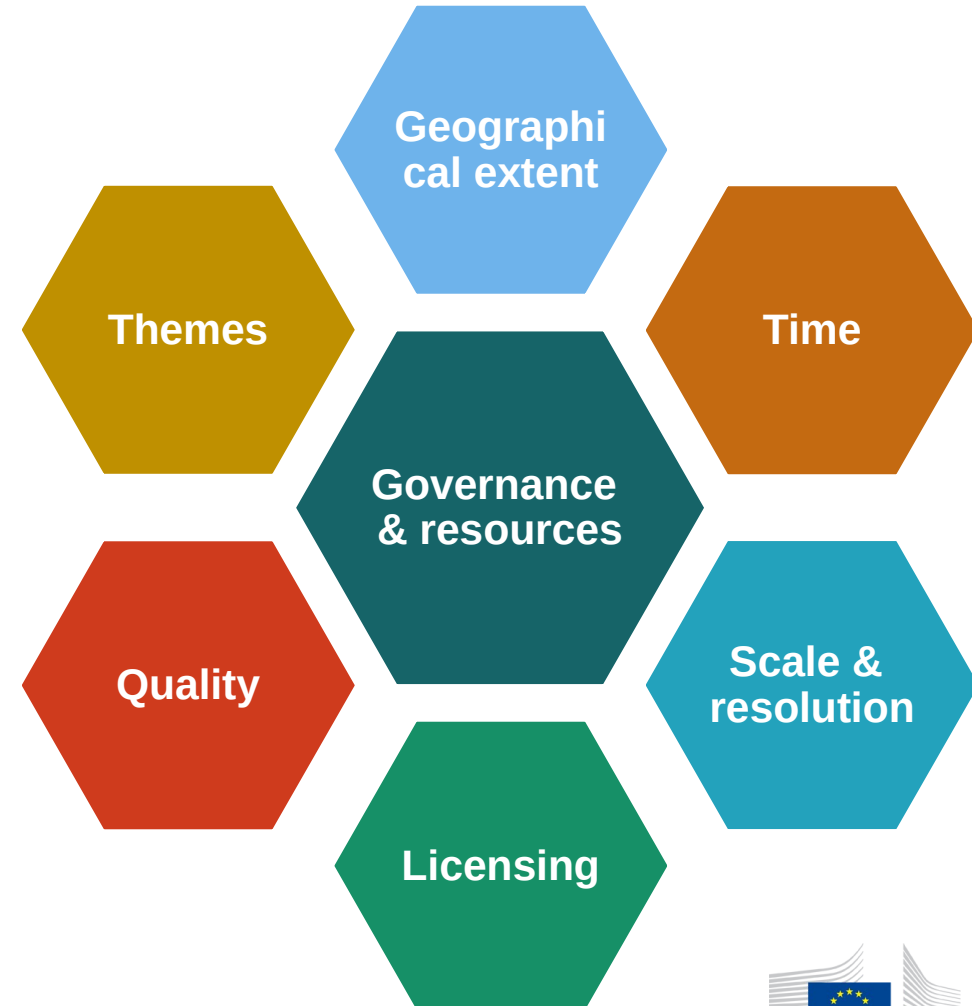 Geographi
cal extent
Themes
Time
Governance
& resources
Quality
Scale &
resolution
Licensing